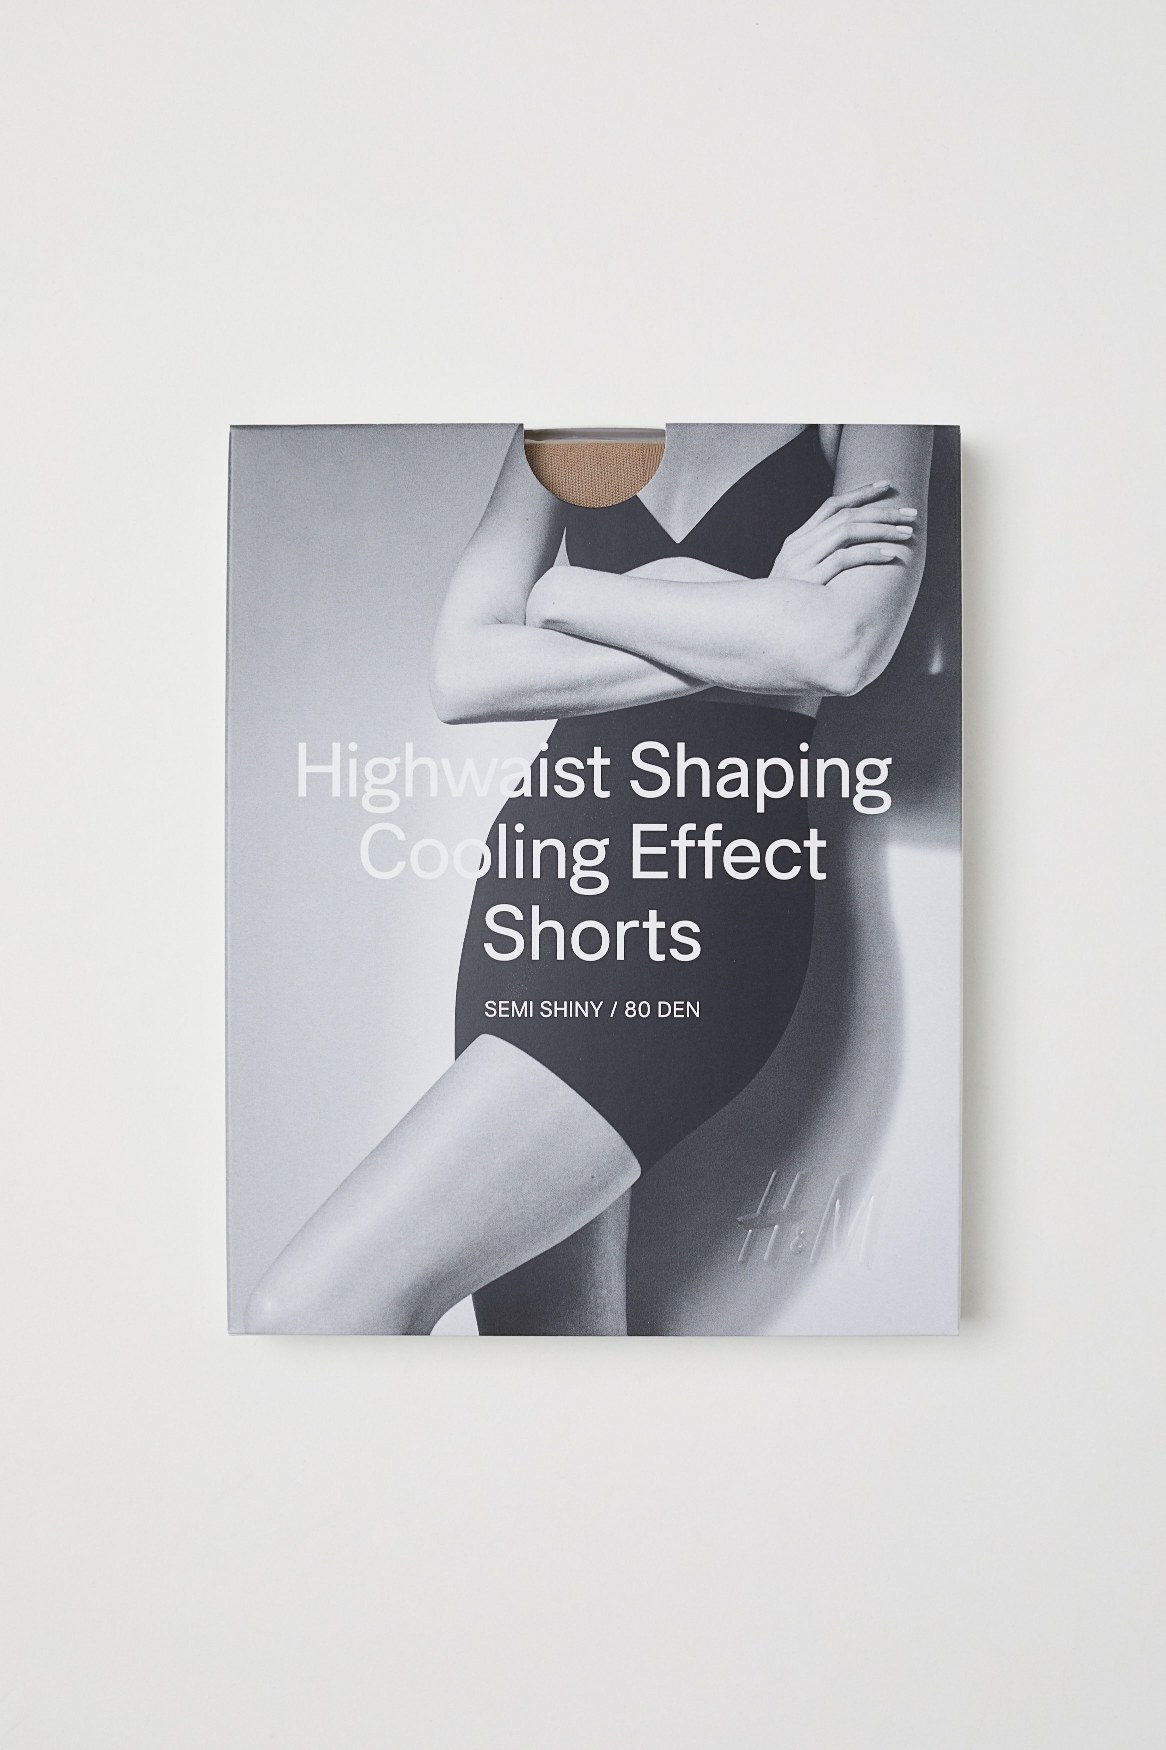 Highwaist Shaping
Cooling Effect
Shorts
SEMI SHINY / 80 DEN
H&M